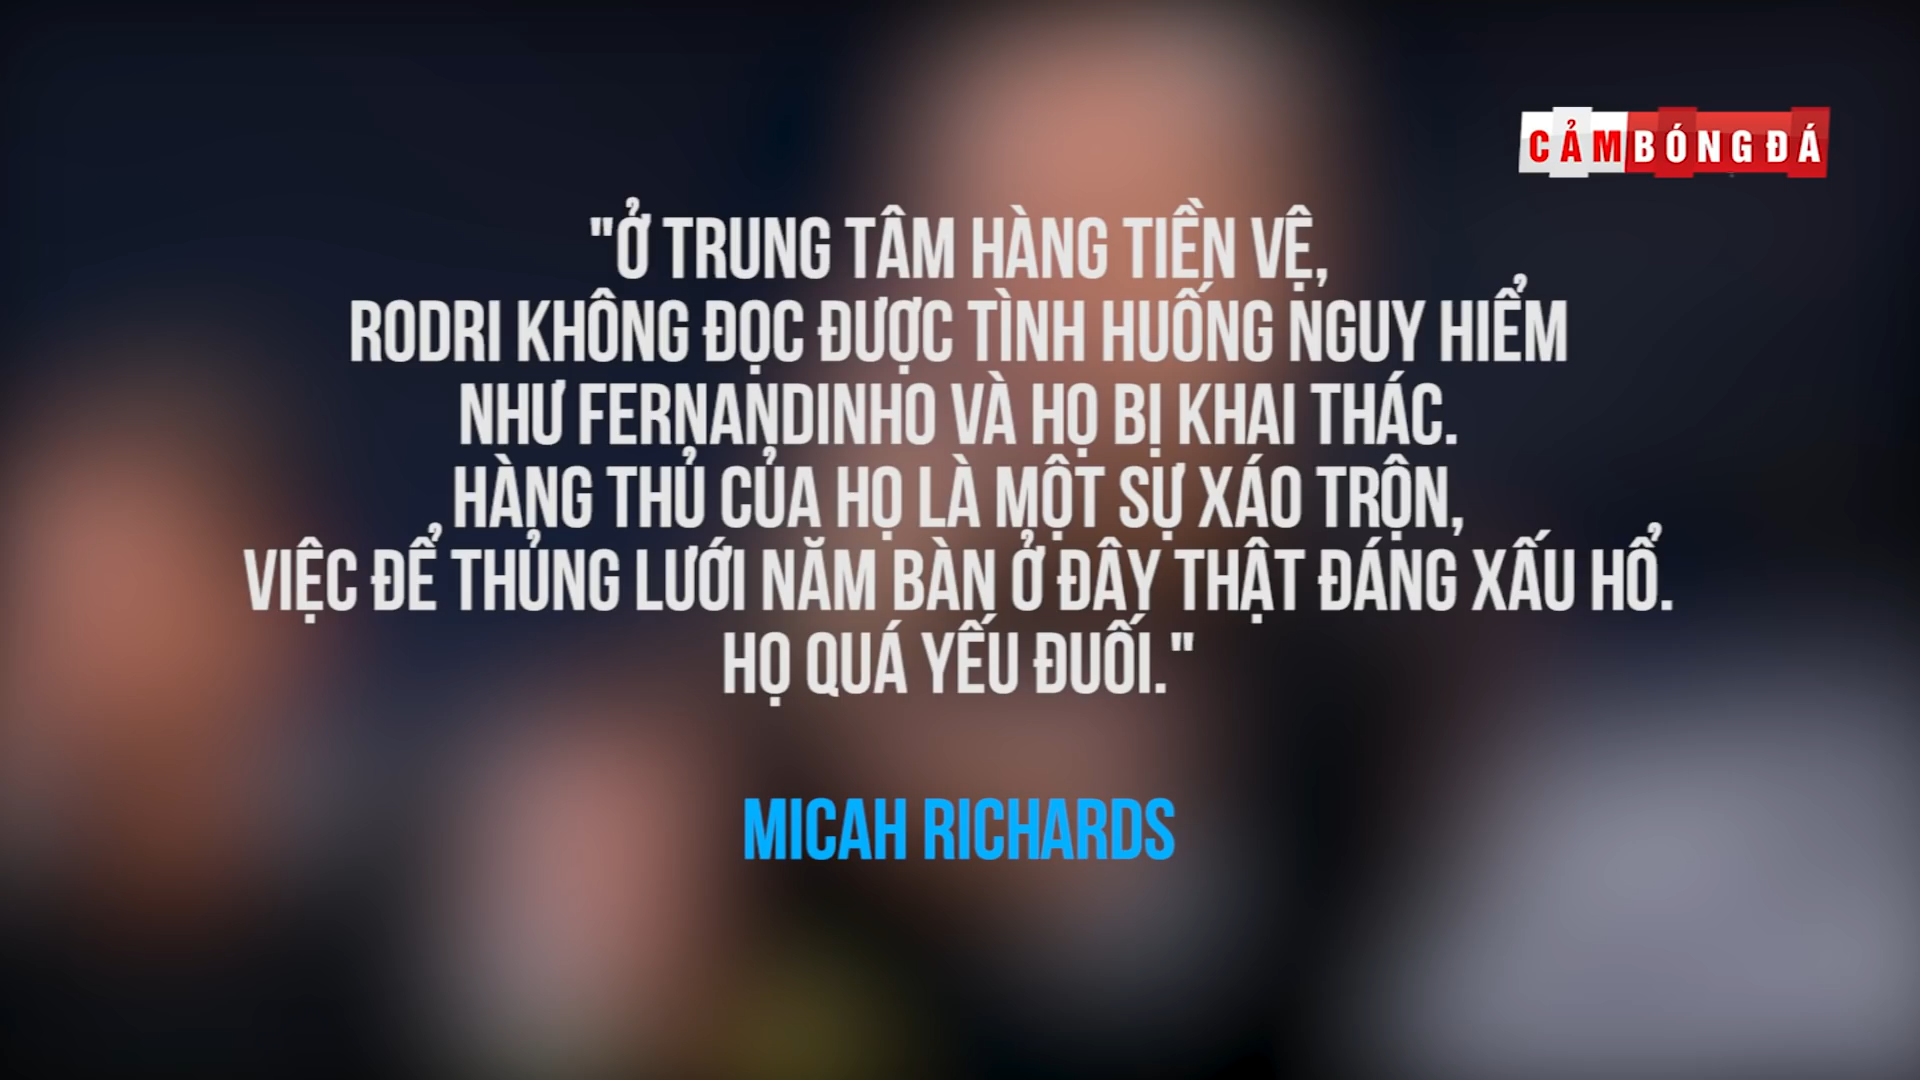 CẢM BÓNG ĐÁ
"Ở TRUNG TÂM HÀNG TIỀN VỆ,
RODRI KHÔNG ĐỌC ĐƯỢC TÌNH HUỐNG NGUY HIỂM
NHƯ FERNANDINHO VÀ HỌ BỊ KHAI THÁC.
HÀNG THỦ CỦA HỌ LÀ MỘT SỰ XÁO TRỘN,
VIỆC ĐỂ THỦNG LƯỚI NĂM BÀN Ở ĐÂY THẬT ĐÁNG XẤU HỔ.
HỌ QUÁ YẾU ĐUỐI."
MICAH RICHARDS